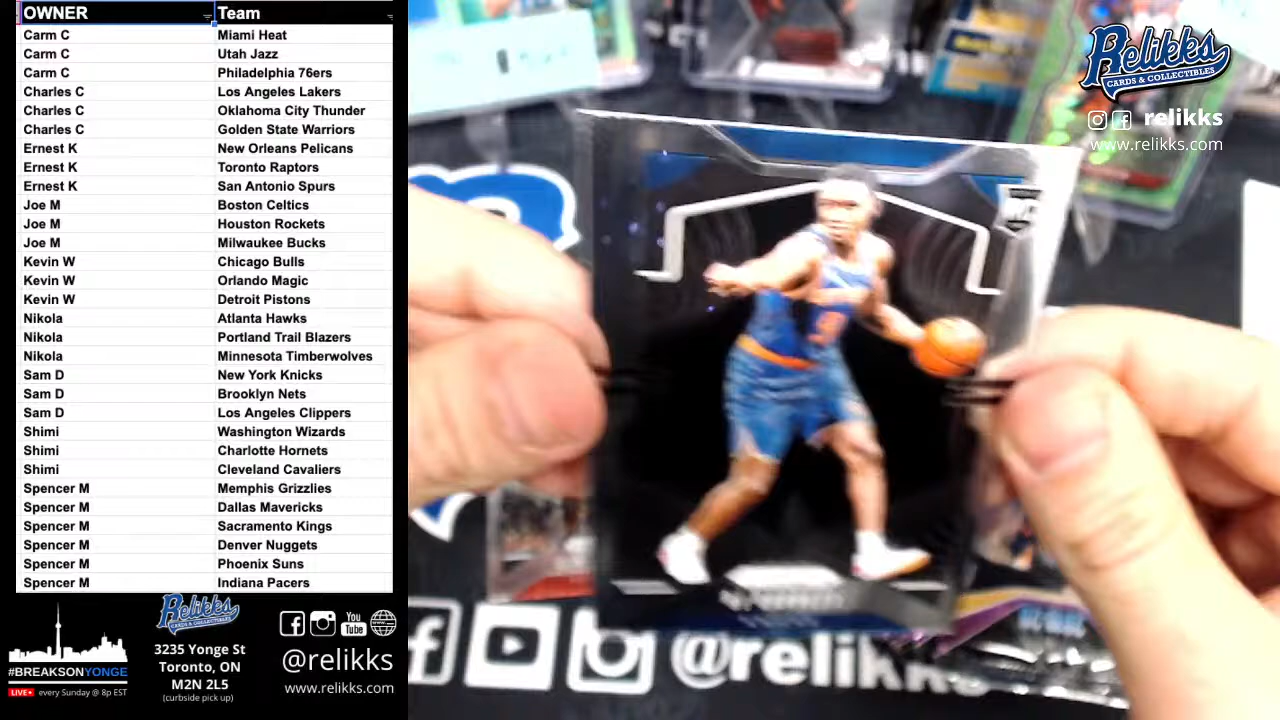 OWNER Team
Carm C Miami Heat
Carm C Utah Jazz
Carm C Philadelphia 76ers
Charles C Los Angeles Lakers
Charles C Oklahoma City Thunder
Charles C Golden State Warriors
Ernest K New Orleans Pelicans
Ernest K Toronto Raptors
Ernest K San Antonio Spurs
Joe M Boston Celtics
Joe M Houston Rockets
Joe M Milwaukee Bucks
Kevin W Chicago Bulls
Kevin W Orlando Magic
Kevin W Detroit Pistons
Nikola Atlanta Hawks
Nikola Portland Trail Blazers
Nikola Minnesota Timberwolves
Sam D New York Knicks
Sam D Brooklyn Nets
Sam D Los Angeles Clippers
Shimi Washington Wizards
Shimi Charlotte Hornets
Shimi Cleveland Cavaliers
Spencer M Memphis Grizzlies
Spencer M Dallas Mavericks
Spencer M Sacramento Kings
Spencer M Denver Nuggets
Spencer M Phoenix Suns
Spencer M Indiana Pacers
#BREAKSONYONGE
LIVE every Sunday @ 8p EST
Relikks
CARDS & COLLECTIBLES
3235 Yonge St
Toronto, ON
M2N 2L5
(curbside pick up)
You
Tube
@relikks
www.relikks.com
Relikks
CARDS & COLLECTIBLES
relikks
www.relikks.com
@relikks